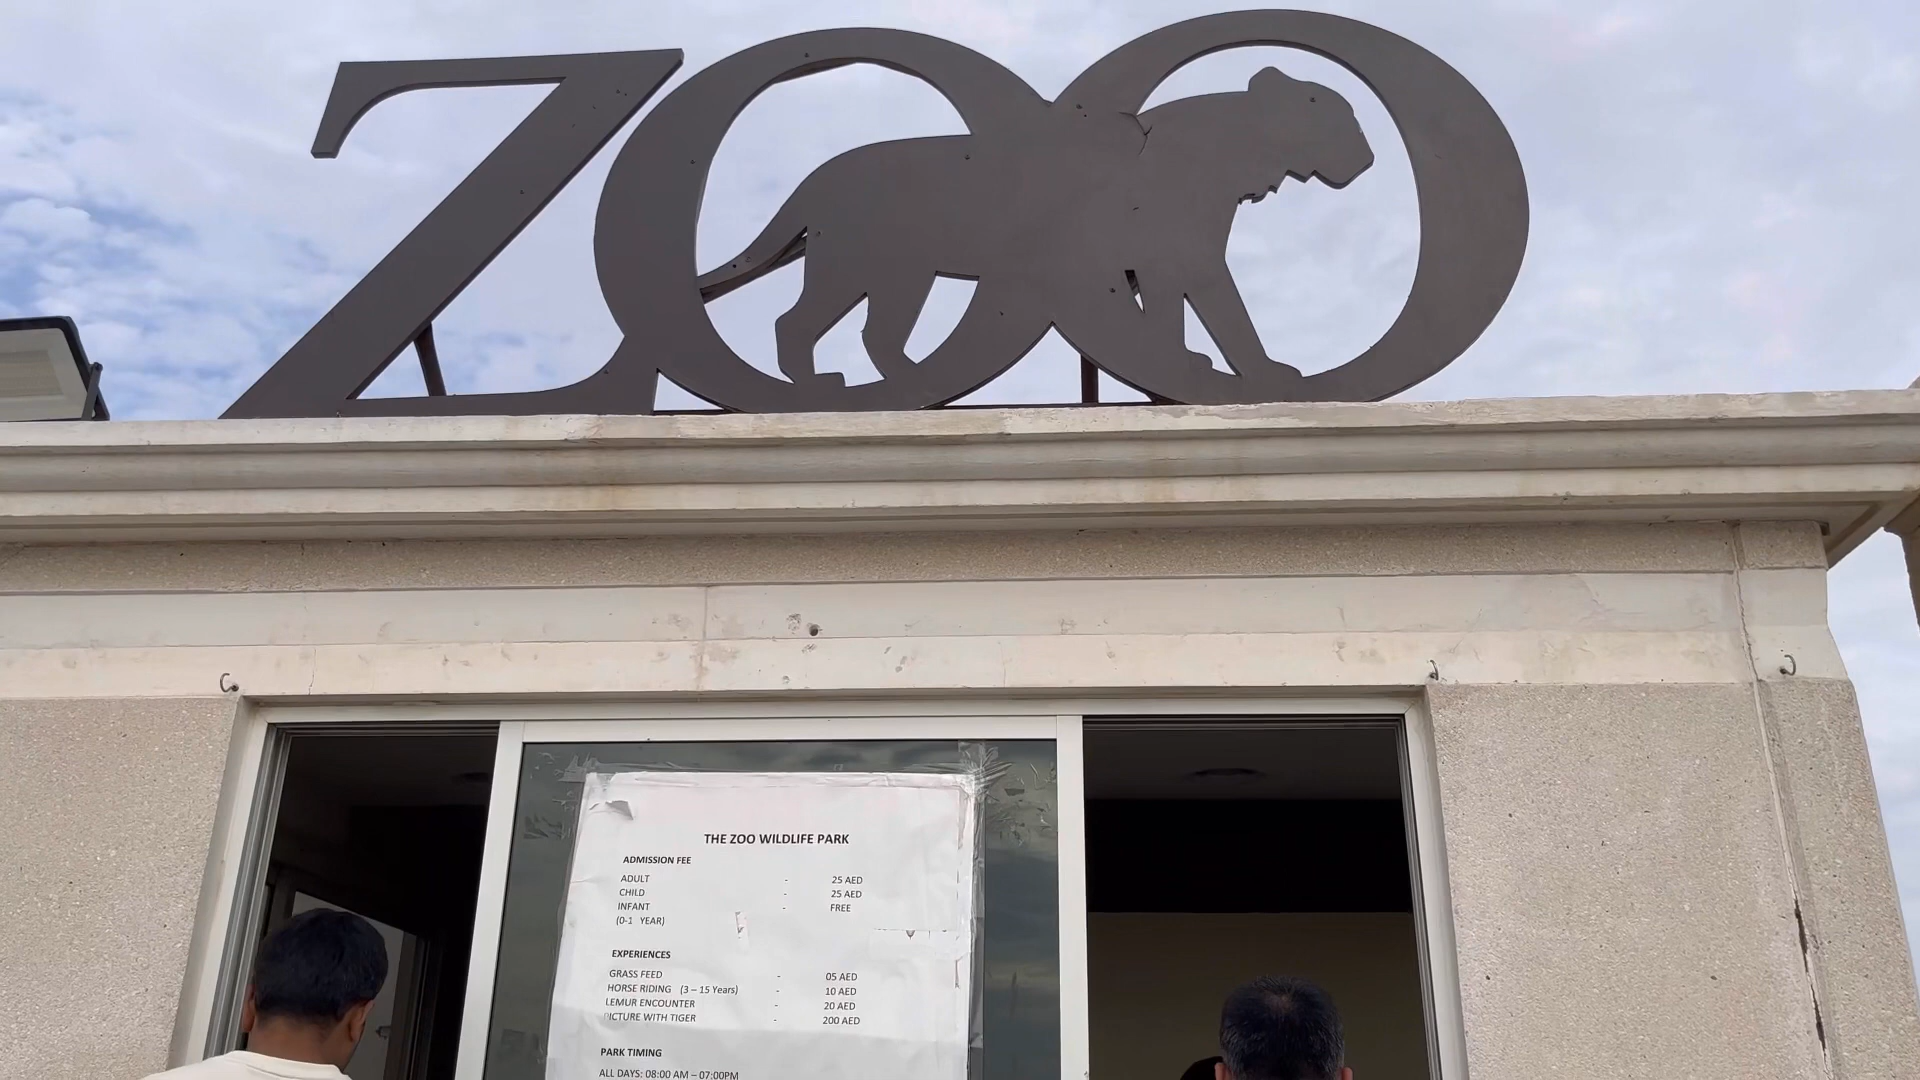 ZOO
THE ZOO WILDLIFE PARK
ADMISSION FEE
ADULT - 25 AED
CHILD - 25 AED
INFANT - FREE
(0-1 YEAR)
EXPERIENCES
GRASS FEED - 05 AED
HORSE RIDING (3 – 15 Years) - 10 AED
LEMUR ENCOUNTER - 20 AED
PICTURE WITH TIGER - 200 AED
PARK TIMING
ALL DAYS: 08:00 AM – 07:00PM